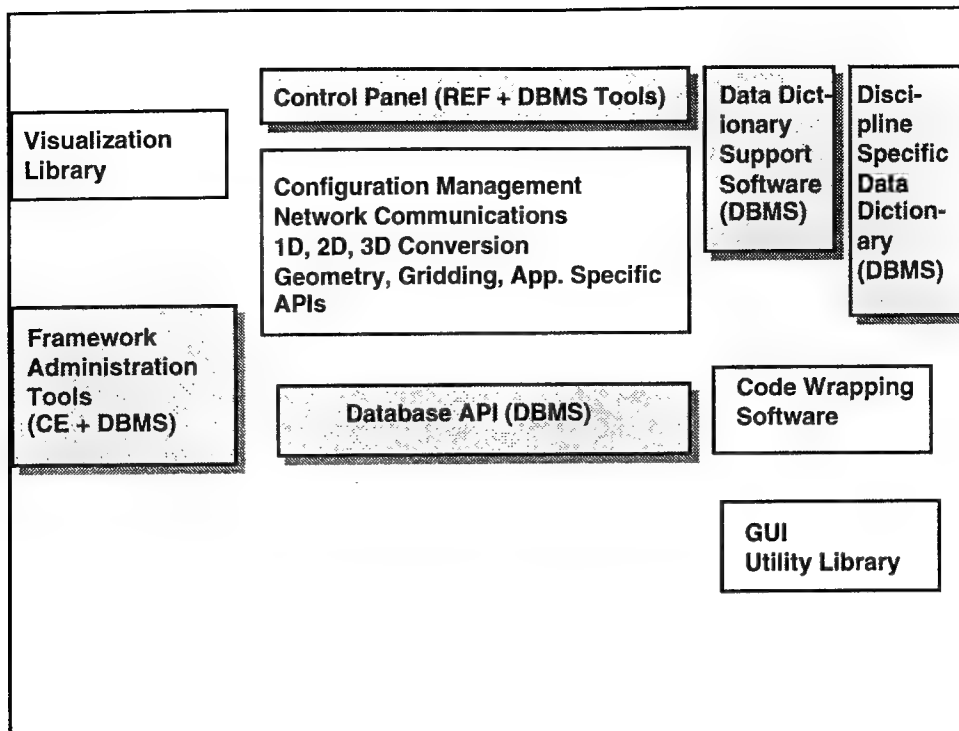 Visualization
Library
Framework
Administration
Tools
(CE + DBMS)
Control Panel (REF + DBMS Tools)
Configuration Management
Network Communications
1D, 2D, 3D Conversion
Geometry, Gridding, App. Specific
APIs
Database API (DBMS)
Data Dict-
ionary
Support
Software
(DBMS)
Disci-
pline
Specific
Data
Diction-
ary
(DBMS)
Code Wrapping
Software
GUI
Utility Library